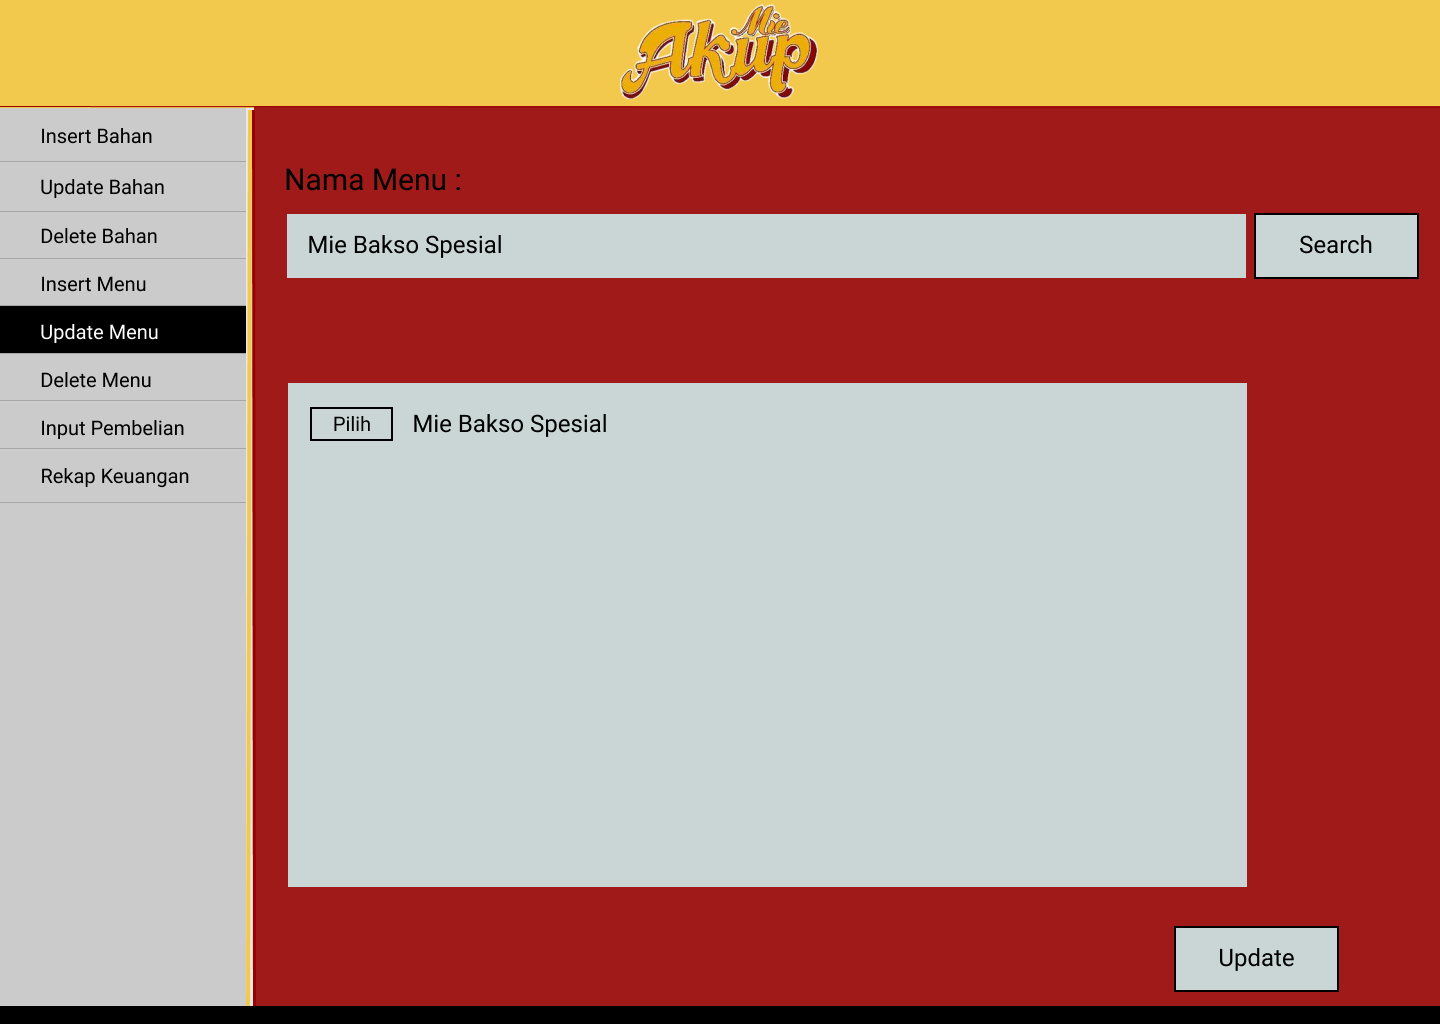 Mie
Akup
Insert Bahan
Update Bahan
Delete Bahan
Insert Menu
Update Menu
Delete Menu
Input Pembelian
Rekap Keuangan
Nama Menu :
Mie Bakso Spesial
Search
Pilih
Mie Bakso Spesial
Update